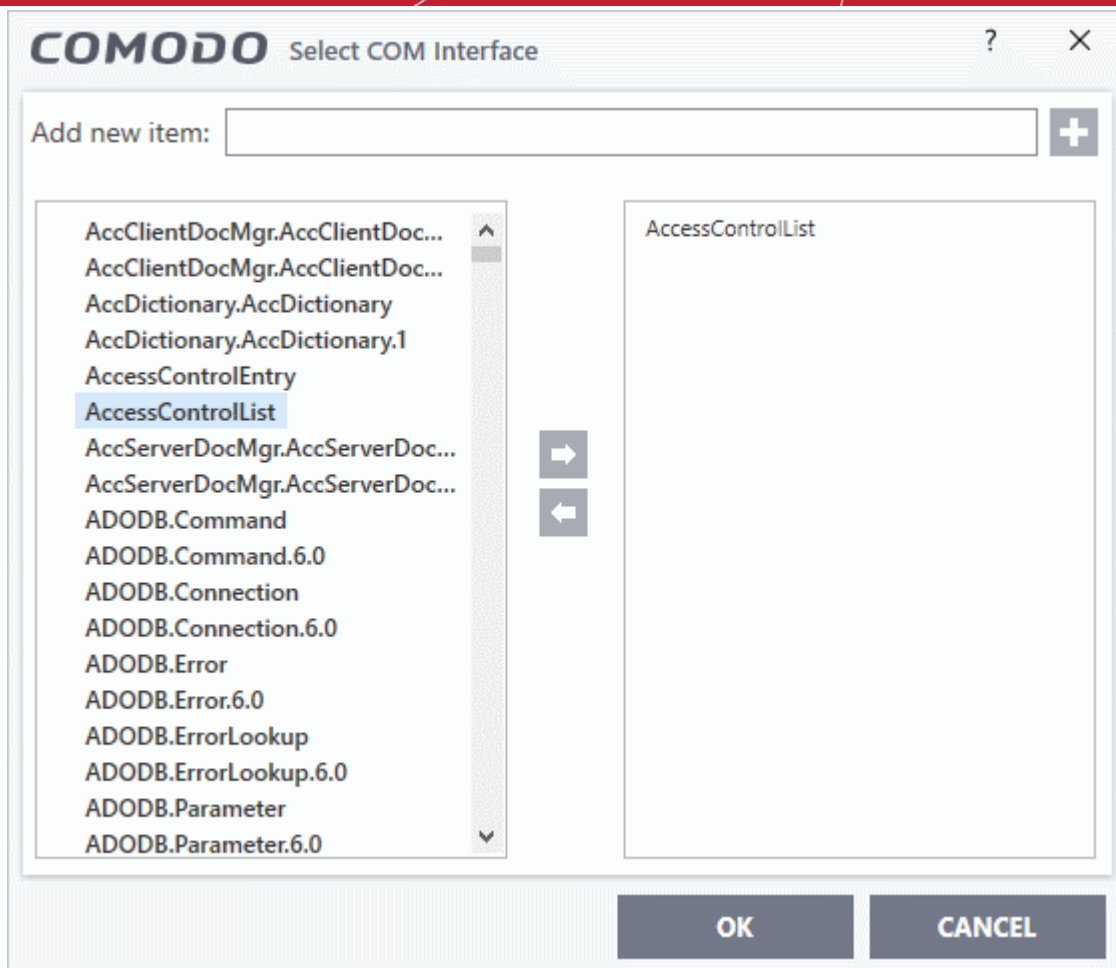 COMODO Select COM Interface ? X
Add new item:
AccClientDocMgr.AccClientDoc...
AccClientDocMgr.AccClientDoc...
AccDictionary.AccDictionary
AccDictionary.AccDictionary.1
AccessControlEntry
AccessControlList
AccServerDocMgr.AccServerDoc...
AccServerDocMgr.AccServerDoc...
ADODB.Command
ADODB.Command.6.0
ADODB.Connection
ADODB.Connection.6.0
ADODB.Error
ADODB.Error.6.0
ADODB.ErrorLookup
ADODB.ErrorLookup.6.0
ADODB.Parameter
ADODB.Parameter.6.0
AccessControlList
OK
CANCEL